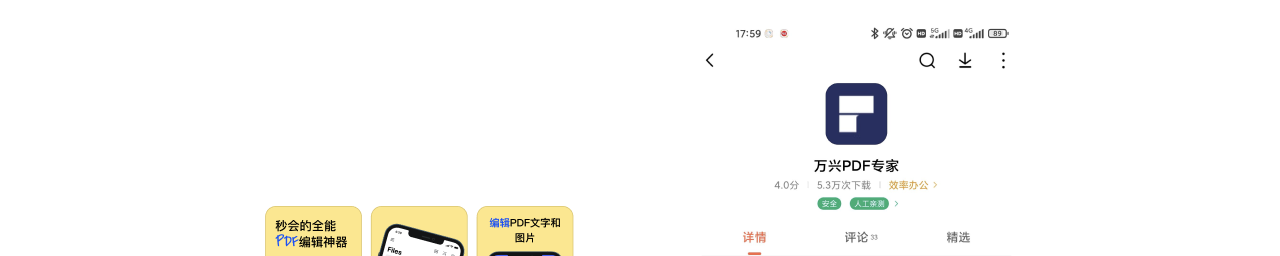 秒会的全能
PDF编辑神器
Files
编辑PDF文字和
图片
17:59
HD
5G
HD
4G
89
万兴PDF专家
4.0分
5.3万次下载
效率办公
安全
人工亲测
详情
评论 33
精选